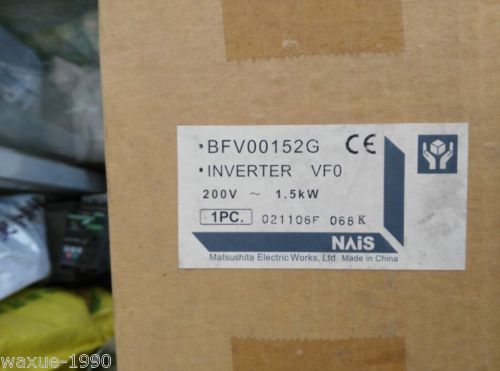 ·BFV00152G CE
·INVERTER VF0
200V ~ 1.5kW
1PC. 021106F 068K
NAiS
Matsushita Electric Works, Ltd. Made in China
waxue-1990